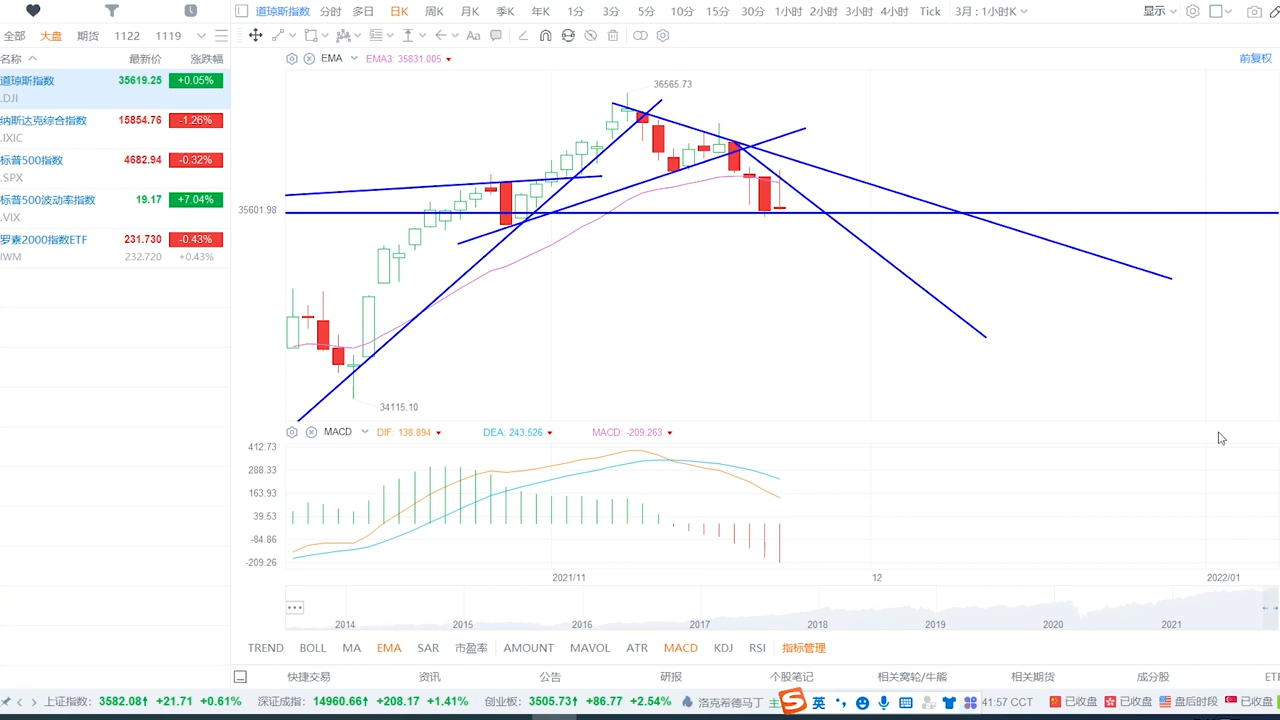 道琼斯指数 分时 多日 日K 周K 月K 季K 年K 1分 3分 5分 10分 15分 30分 1小时 2小时 3小时 4小时 Tick 3月：1小时K 显示
全部 大盘 期货 1122 1119
Aa
名称 最新价 涨跌幅
EMA EMA3: 35831.005 前复权
道琼斯指数 35619.25 +0.05%
.DJI
纳斯达克综合指数 15854.76 -1.26%
.IXIC
标普500指数 4682.94 -0.32%
.SPX
标普500波动率指数 19.17 +7.04%
.VIX
罗素2000指数ETF 231.730 -0.43%
IWM 232.720 +0.43%
36565.73
35601.98
34115.10
MACD DIF: 138.894 DEA: 243.526 MACD: -209.263
412.73
288.33
163.93
39.53
-84.86
-209.26
2021/11 12 2022/01
2014 2015 2016 2017 2018 2019 2020 2021
TREND BOLL MA EMA SAR 市盈率 AMOUNT MAVOL ATR MACD KDJ RSI 指标管理
快捷交易 资讯 公告 研报 个股笔记 相关窝轮/牛熊 相关期货 成分股 ET
上证指数: 3582.08 +21.71 +0.61% 深证成指: 14960.66 +208.17 +1.41% 创业板: 3505.73 +86.77 +2.54% 洛克希德马丁 主 英 41:57 CCT 已收盘 已收盘 盘后时段 已收盘